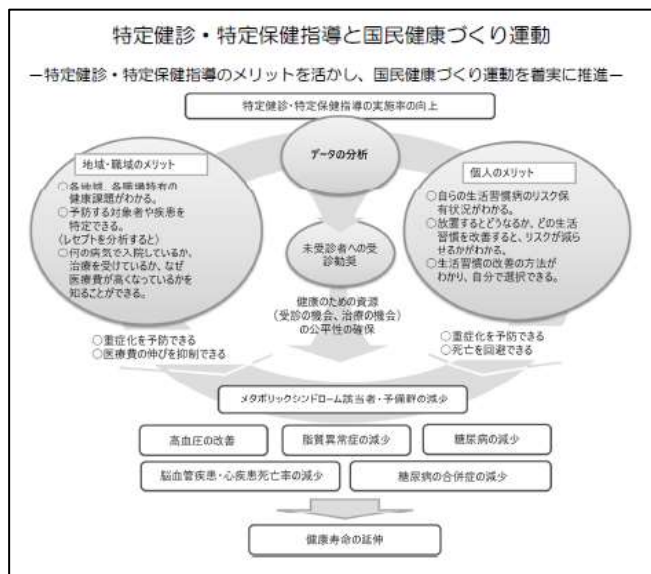 特定健診・特定保健指導と国民健康づくり運動
―特定健診・特定保健指導のメリットを活かし、国民健康づくり運動を着実に推進―
特定健診・特定保健指導の実施率の向上
データの分析
地域・職域のメリット
○各地域、各職場特有の
健康課題がわかる。
○予防する対象者や疾患を
特定できる。
(レセプトを分析すると)
○何の病気で入院しているか、
治療を受けているか、なぜ
医療費が高くなっているかを
知ることができる。
未受診者への受
診勧奨
個人のメリット
○自らの生活習慣病のリスク保
有状況がわかる。
○放置するとどうなるか、どの生活
習慣を改善すると、リスクが減ら
せるかがわかる。
○生活習慣の改善の方法が
わかり、自分で選択できる。
健康のための資源
(受診の機会、治療の機会)
の公平性の確保
○重症化を予防できる
○医療費の伸びを抑制できる
○重症化を予防できる
○死亡を回避できる
メタボリックシンドローム該当者・予備群の減少
高血圧の改善
脂質異常症の減少
糖尿病の減少
脳血管疾患・心疾患死亡率の減少
糖尿病の合併症の減少
健康寿命の延伸